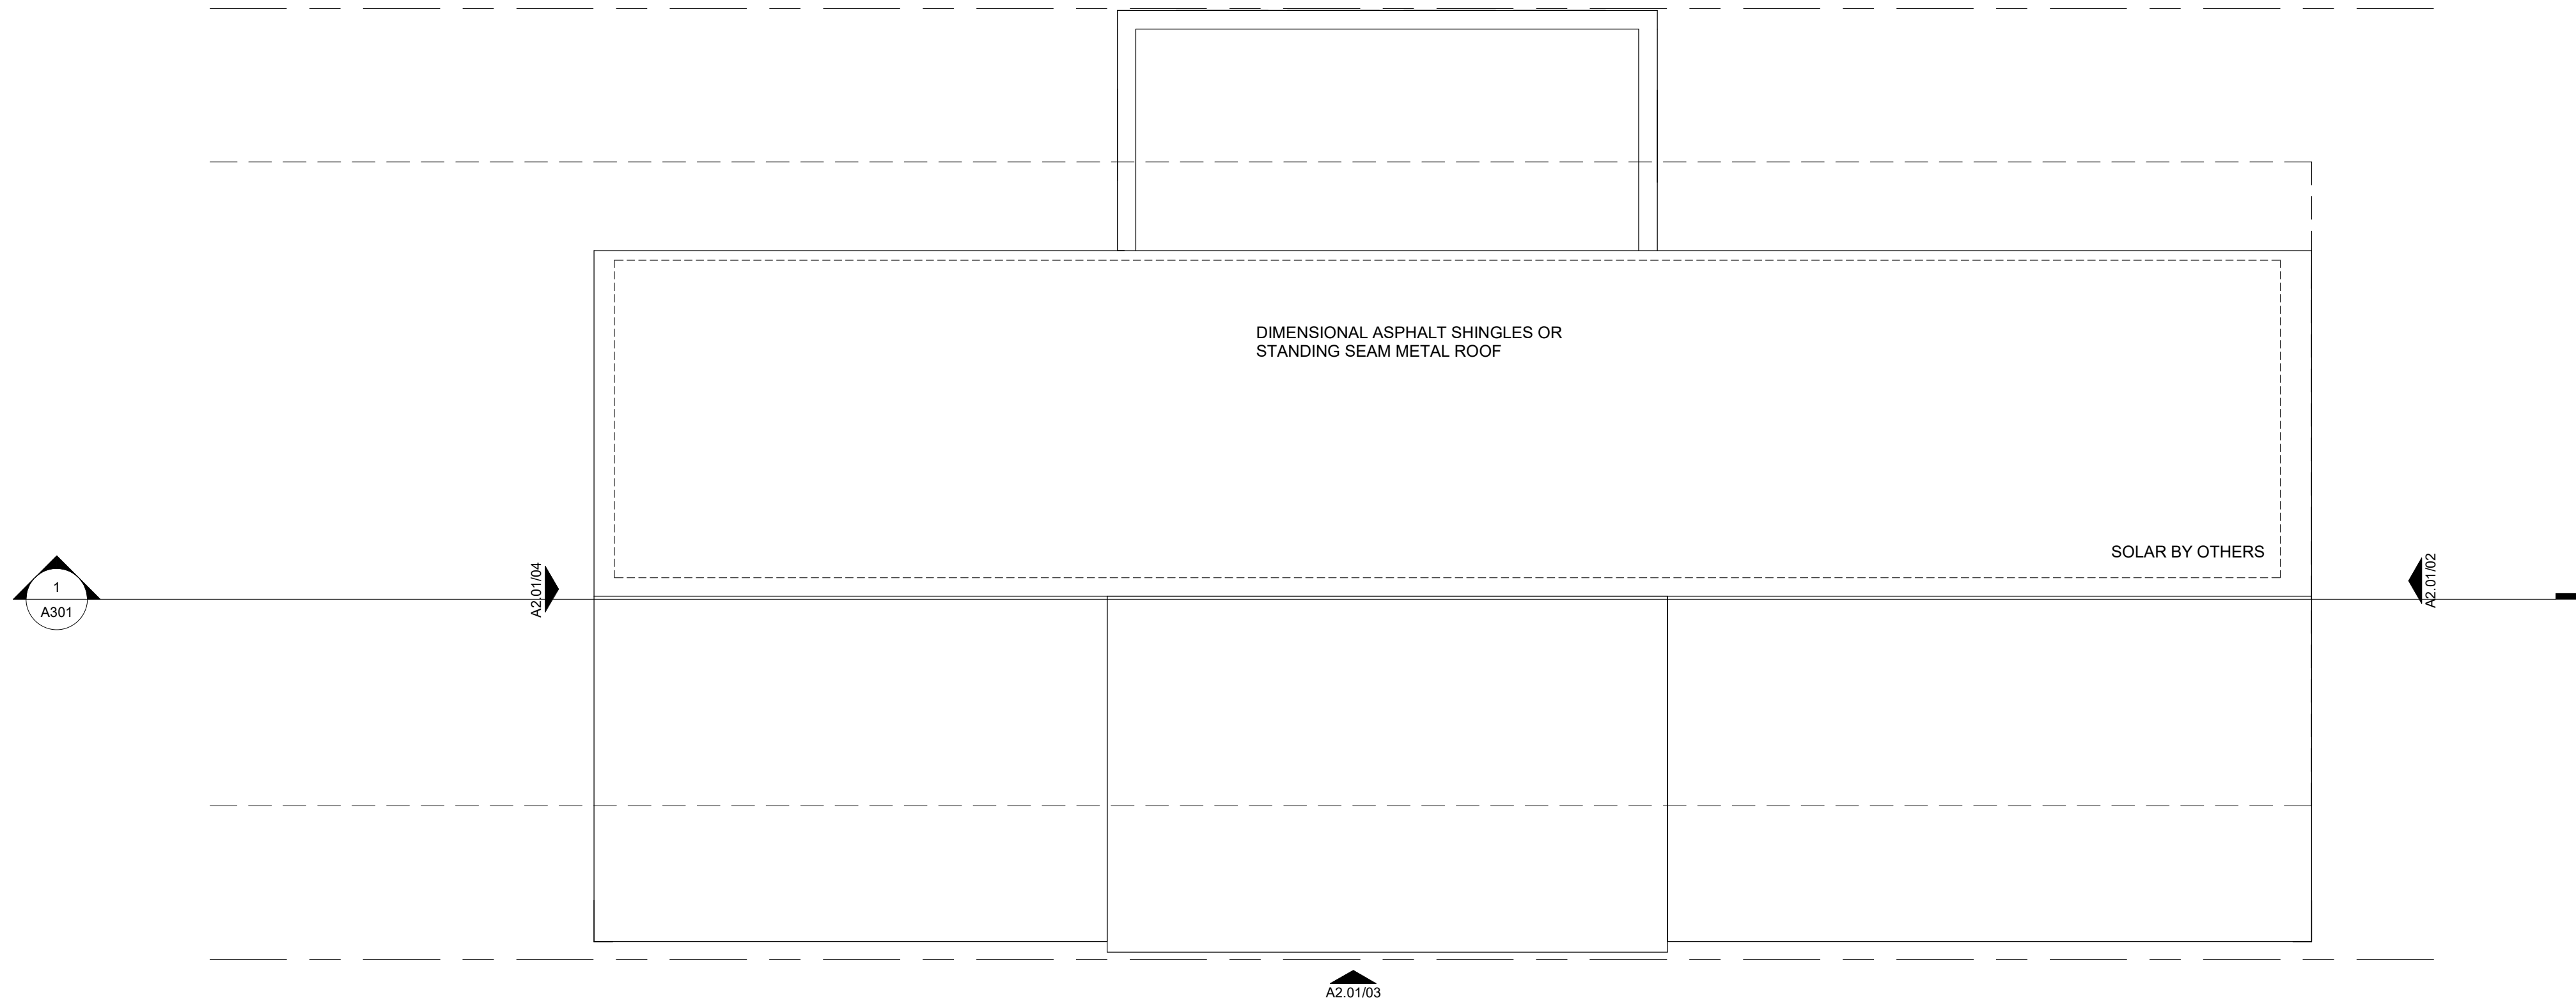 DIMENSIONAL ASPHALT SHINGLES OR
STANDING SEAM METAL ROOF
SOLAR BY OTHERS
1
A301
A2.01/04
A2.01/02
A2.01/03